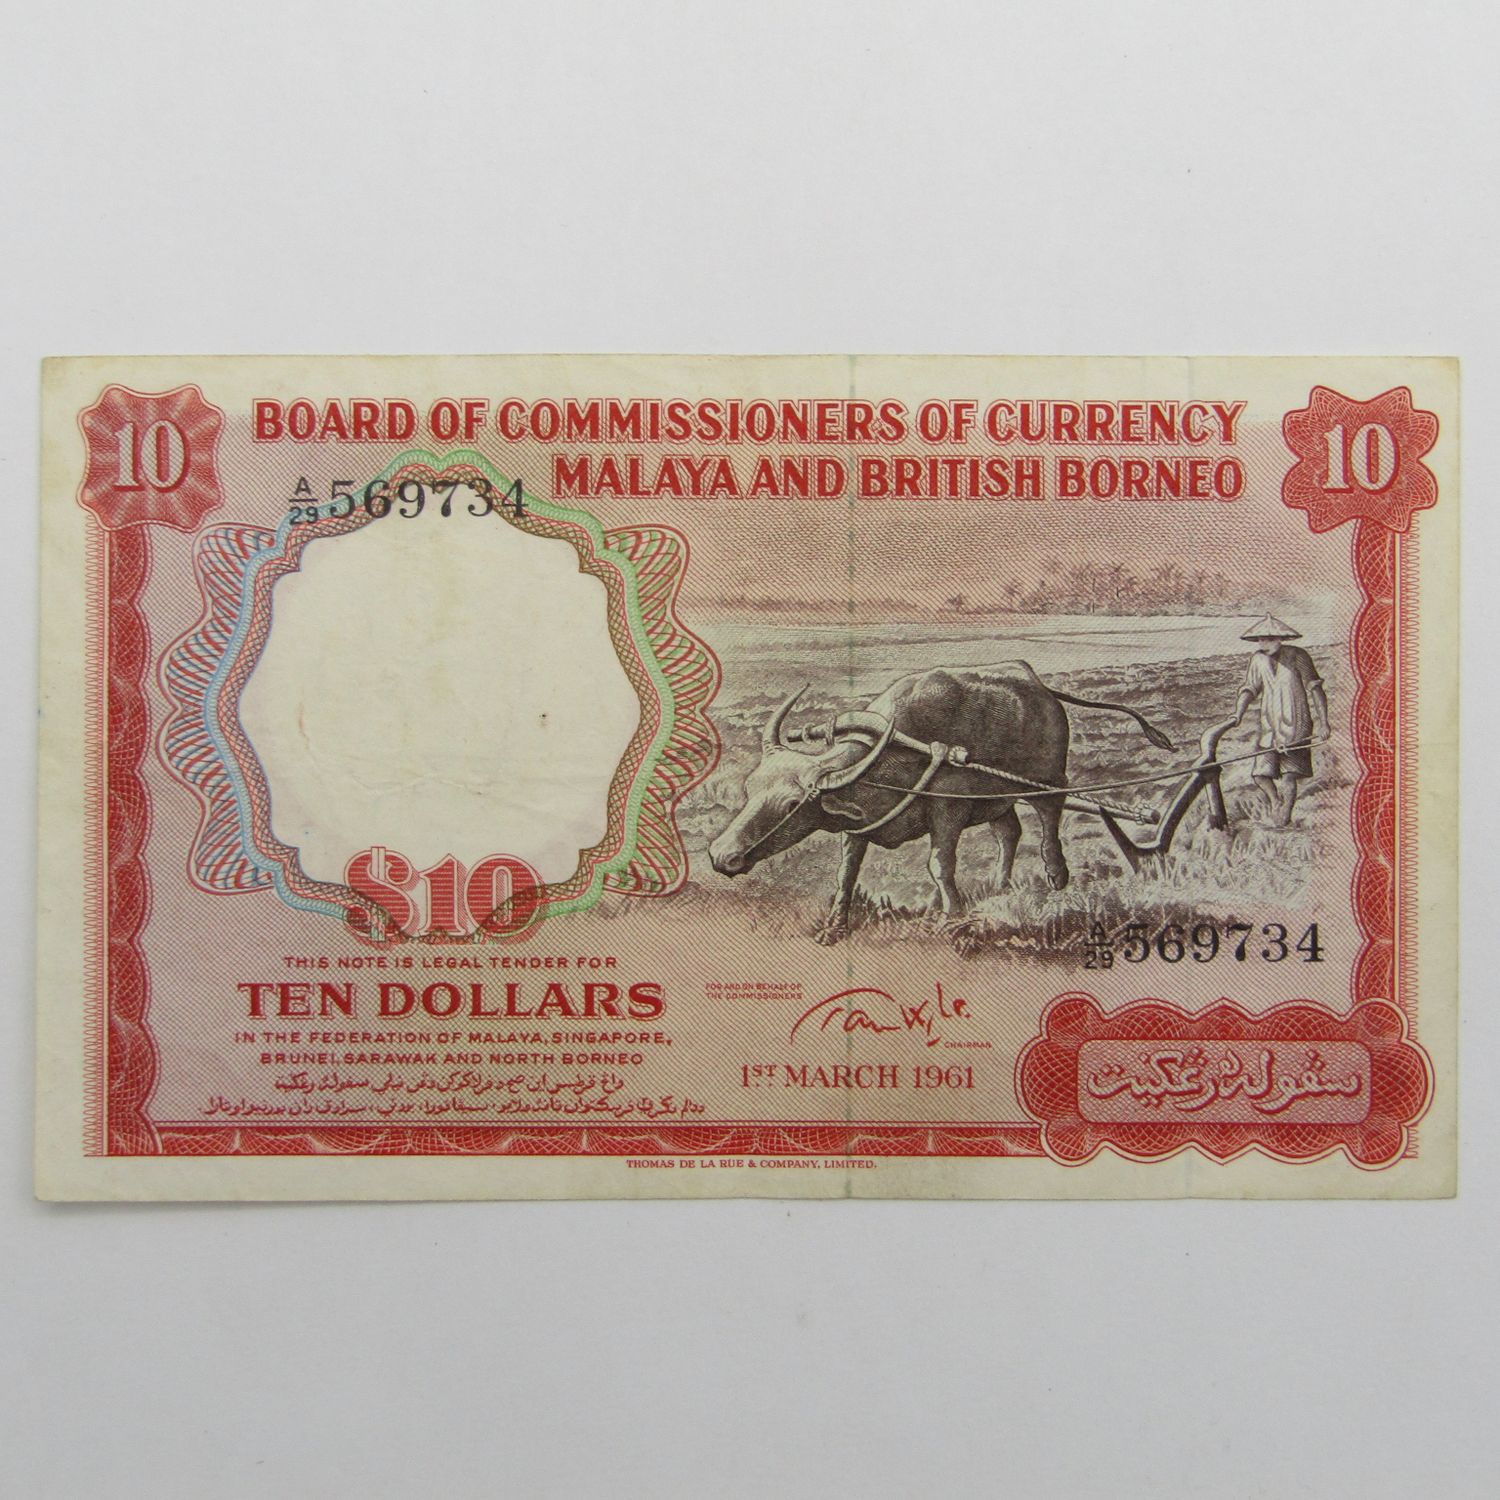 10
BOARD OF COMMISSIONERS OF CURRENCY
MALAYA AND BRITISH BORNEO
10
A/29 569734
$10
A/29 569734
THIS NOTE IS LEGAL TENDER FOR
TEN DOLLARS
IN THE FEDERATION OF MALAYA, SINGAPORE,
BRUNEI, SARAWAK AND NORTH BORNEO
FOR AND ON BEHALF OF
THE COMMISSIONERS
CHAIRMAN
1ST MARCH 1961
سڤوله رڠݢيت
THOMAS DE LA RUE & COMPANY, LIMITED.